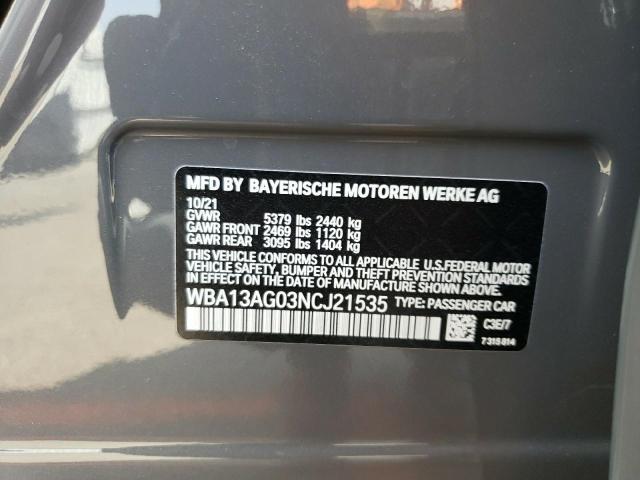 MFD BY BAYERISCHE MOTOREN WERKE AG
10/21
GVWR 5379 lbs 2440 kg
GAWR FRONT 2469 lbs 1120 kg
GAWR REAR 3095 lbs 1404 kg
THIS VEHICLE CONFORMS TO ALL APPLICABLE U.S.FEDERAL MOTOR
VEHICLE SAFETY, BUMPER, AND THEFT PREVENTION STANDARDS
IN EFFECT ON THE DATE OF MANUFACTURE SHOWN ABOVE.
WBA13AG03NCJ21535 TYPE: PASSENGER CAR
C3E/7
7315814